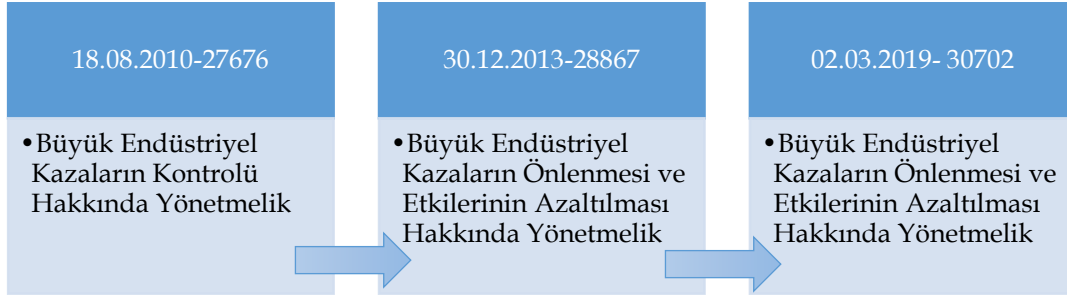 18.08.2010-27676
•Büyük Endüstriyel
Kazaların Kontrolü
Hakkında Yönetmelik
30.12.2013-28867
•Büyük Endüstriyel
Kazaların Önlenmesi ve
Etkilerinin Azaltılması
Hakkında Yönetmelik
02.03.2019- 30702
•Büyük Endüstriyel
Kazaların Önlenmesi ve
Etkilerinin Azaltılması
Hakkında Yönetmelik